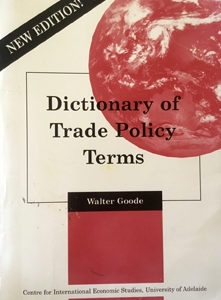 NEW EDITION!
Dictionary of
Trade Policy
Terms
Walter Goode
Centre for International Economic Studies, University of Adelaide